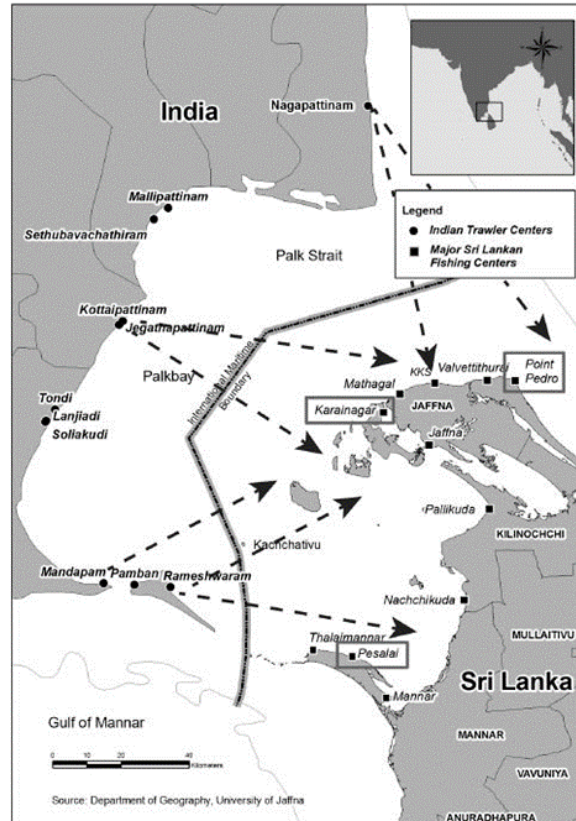 India
Nagapattinam
Legend
Indian Trawler Centers
Major Sri Lankan
Fishing Centers
Mallipattinam
Sethubavachathiram
Palk Strait
Kottaipattinam
Jegathapattinam
Palkbay
International Maritime
Boundary
KKS
Valvettithurai
Point
Pedro
Mathagal
JAFFNA
Karainagar
Tondi
Lanjiadi
Soliakudi
Jaffna
Pallikuda
KILINOCHCHI
Kachchativu
Mandapam
Pamban
Rameshwaram
Nachchikuda
MULLAITIVU
Thalaimannar
Pesalai
Sri Lanka
Mannar
Gulf of Mannar
MANNAR
0 10 20 40
Kilometers
VAVUNIYA
Source: Department of Geography, University of Jaffna
ANURADHAPURA